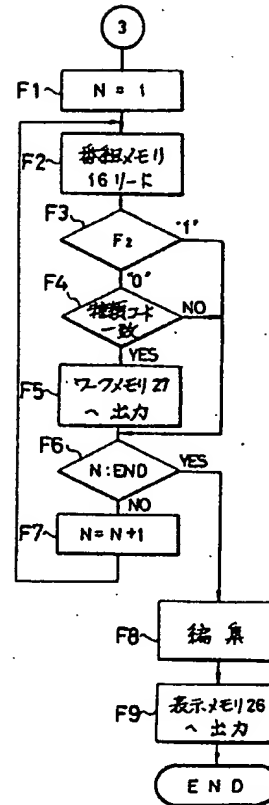 3
F1
N = 1
F2
番組メモリ
16リード
F3
F2
"1"
"0"
F4
種類コード
一致
NO
YES
F5
ワークメモリ27
へ出力
F6
N:END
YES
NO
F7
N=N+1
F8
編集
F9
表示メモリ26
へ出力
END